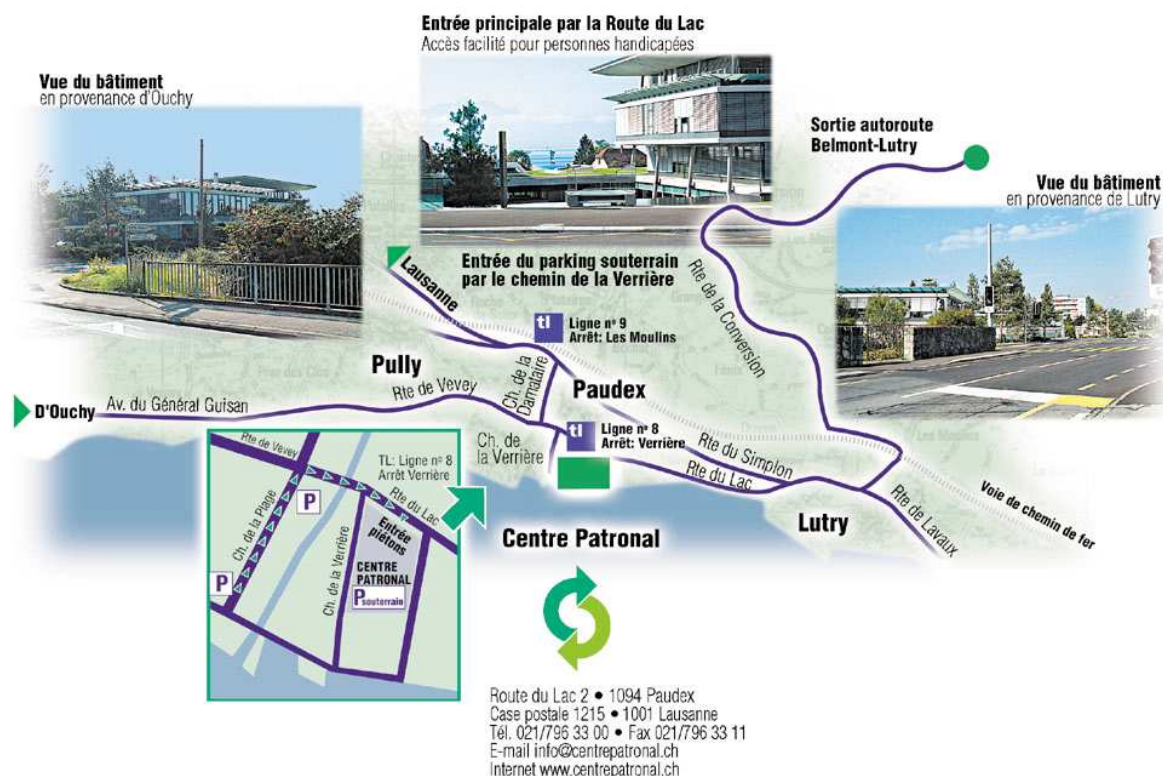 Entrée principale par la Route du Lac
Accès facilité pour personnes handicapées
Vue du bâtiment
en provenance d'Ouchy
Sortie autoroute
Belmont-Lutry
Vue du bâtiment
en provenance de Lutry
Entrée du parking souterrain
par le chemin de la Verrière
Lausanne
Rte de la Conversion
tl
Ligne nº 9
Arrêt: Les Moulins
Pully
Rte de Vevey
Ch. de la
Damataire
Paudex
D'Ouchy
Av. du Général Guisan
tl
Ligne nº 8
Arrêt: Verrière
Ch. de
la Verrière
Rte du Simplon
Rte du Lac
Lutry
Rte de Lavaux
Voie de chemin de fer
Rte de Vevey
TL: Ligne nº 8
Arrêt Verrière
Rte du Lac
P
Ch. de la Plage
Entrée
piétons
Ch. de la Verrière
CENTRE
PATRONAL
P
P souterrain
Centre Patronal
Route du Lac 2 • 1094 Paudex
Case postale 1215 • 1001 Lausanne
Tél. 021/796 33 00 • Fax 021/796 33 11
E-mail info@centrepatronal.ch
Internet www.centrepatronal.ch